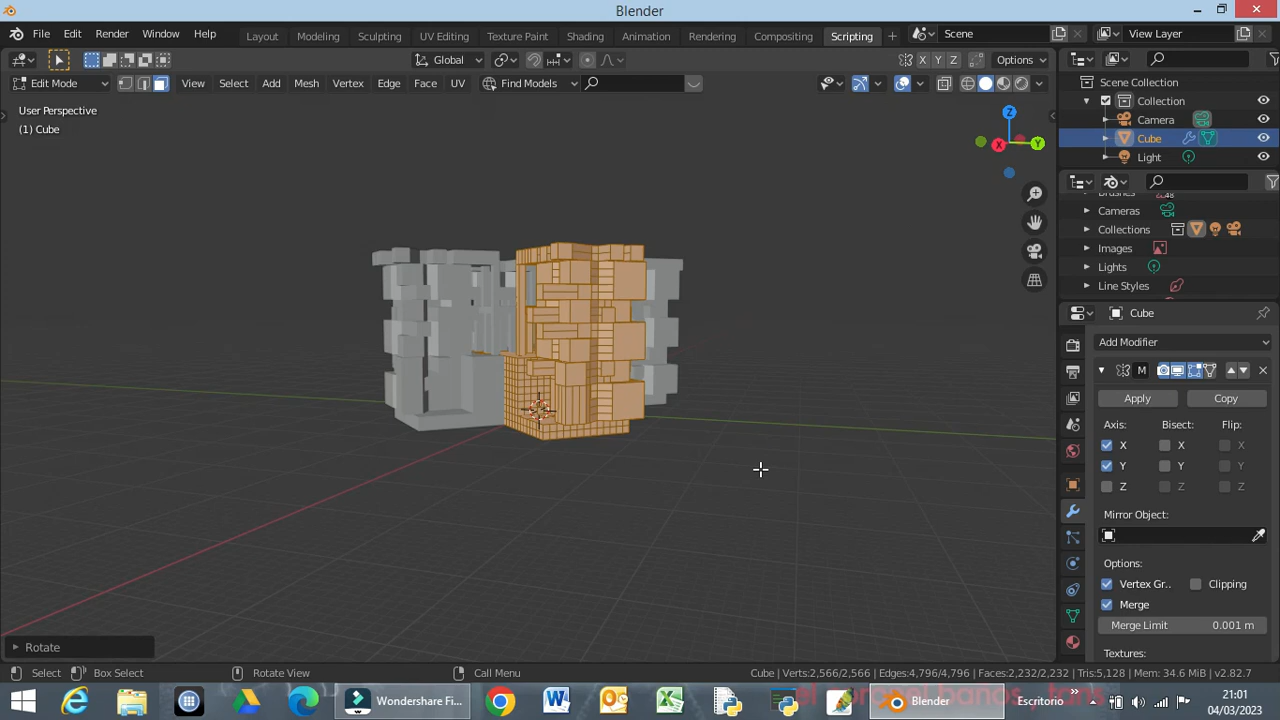 Blender
File Edit Render Window Help Layout Modeling Sculpting UV Editing Texture Paint Shading Animation Rendering Compositing Scripting + Scene View Layer
Global X Y Z Options
Edit Mode View Select Add Mesh Vertex Edge Face UV Find Models
User Perspective
(1) Cube
Z
X Y
Scene Collection
Collection
Camera
Cube
Light
Cameras
Collections
Images
Lights
Line Styles
Cube
Add Modifier
M
Apply Copy
Axis: Bisect: Flip:
X X X
Y Y Y
Z Z Z
Mirror Object:
Options:
Vertex Gr.. Clipping
Merge
Merge Limit 0.001 m
Textures:
Rotate
Select Box Select Rotate View Call Menu Cube | Verts:2,566/2,566 | Edges:4,796/4,796 | Faces:2,232/2,232 | Tris:5,128 | Mem: 34.6 MiB | v2.82.7
Wondershare Fi... Blender Escritorio 21:01
04/03/2023